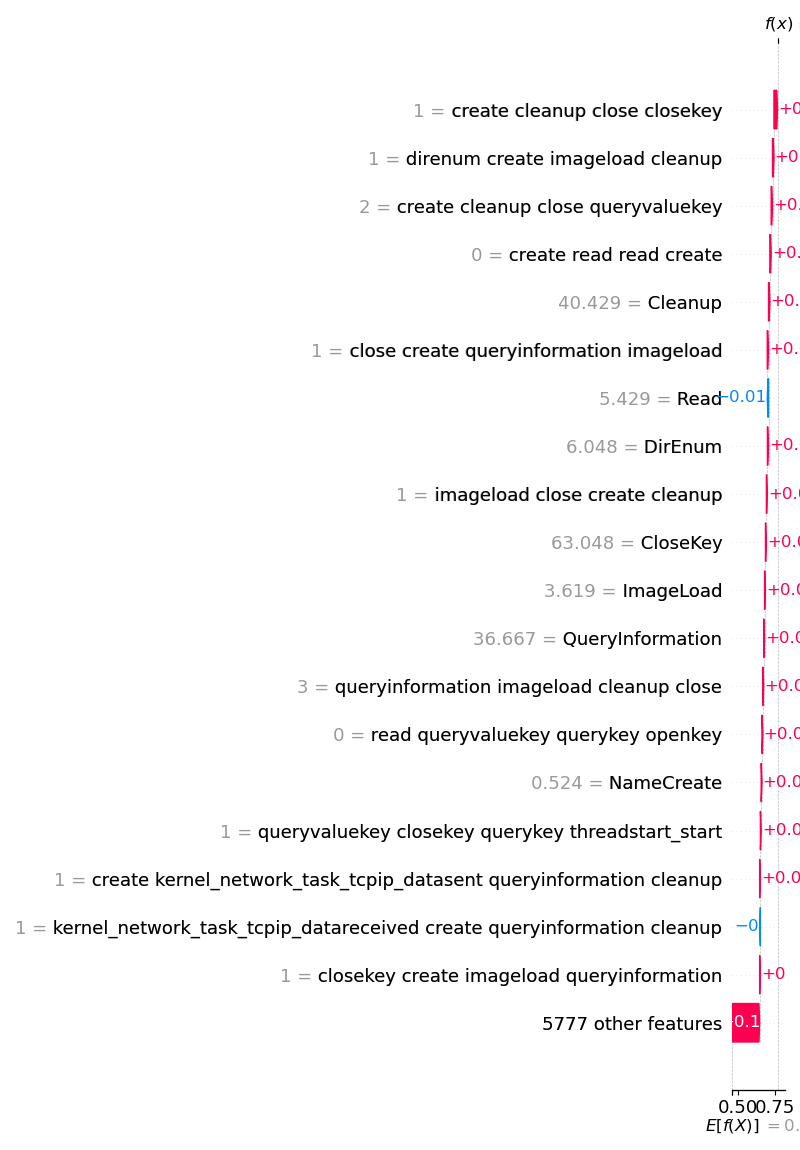 f(x)
1 = create cleanup close closekey +0
1 = direnum create imageload cleanup +0
2 = create cleanup close queryvaluekey +0.
0 = create read read create +0.
40.429 = Cleanup +0.
1 = close create queryinformation imageload +0.
5.429 = Read −0.01
6.048 = DirEnum +0.
1 = imageload close create cleanup +0.0
63.048 = CloseKey +0.0
3.619 = ImageLoad +0.0
36.667 = QueryInformation +0.0
3 = queryinformation imageload cleanup close +0.0
0 = read queryvaluekey querykey openkey +0.0
0.524 = NameCreate +0.0
1 = queryvaluekey closekey querykey threadstart_start +0.0
1 = create kernel_network_task_tcpip_datasent queryinformation cleanup +0.0
1 = kernel_network_task_tcpip_datareceived create queryinformation cleanup −0
1 = closekey create imageload queryinformation +0
5777 other features 0.1
0.50 0.75
E[f(X)] = 0.